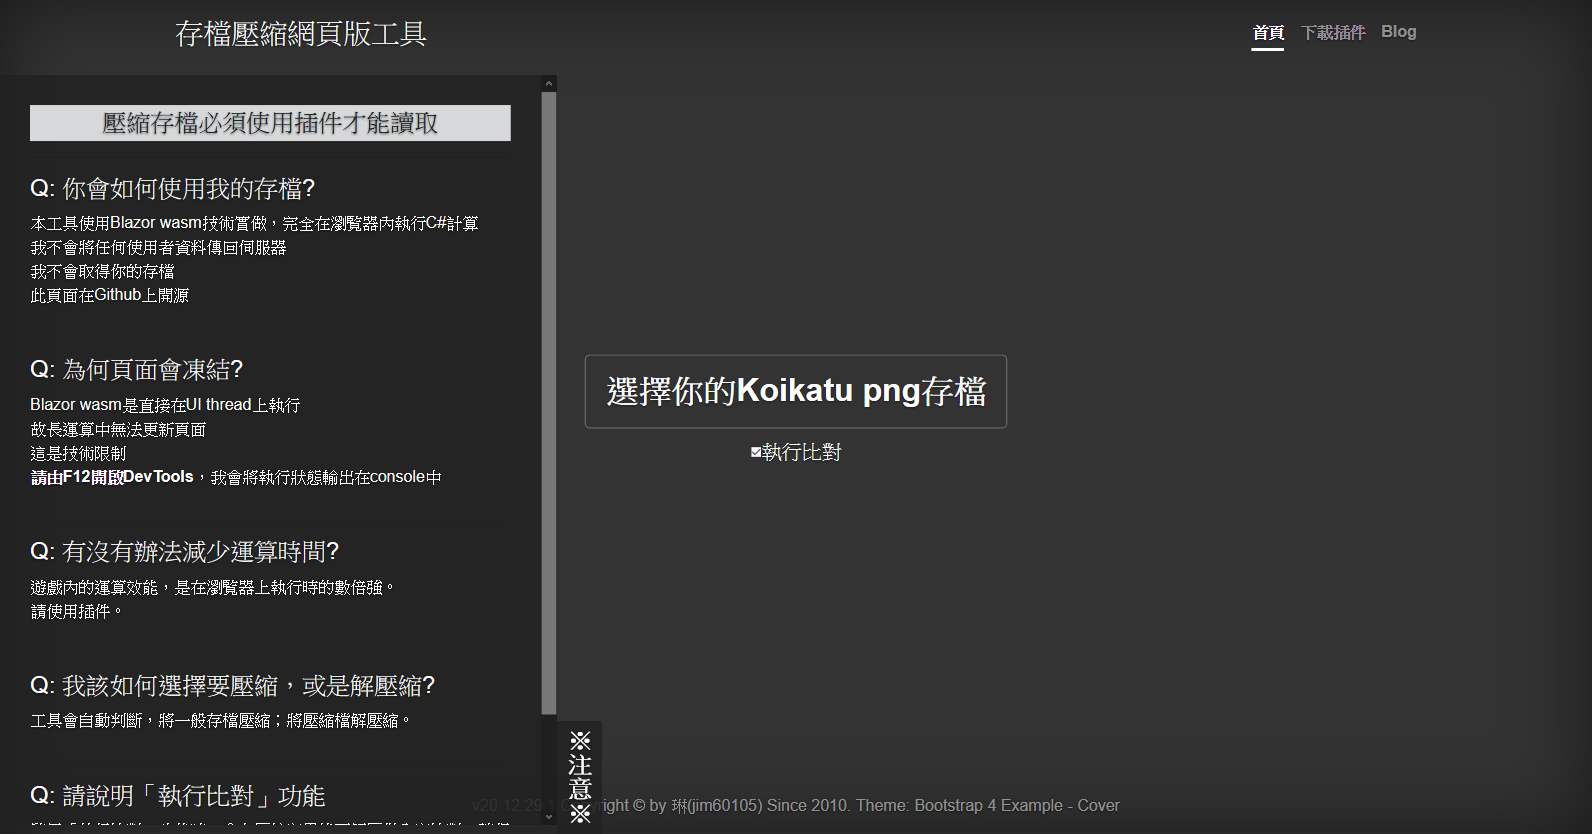 存檔壓縮網頁版工具
首頁 下載插件 Blog
壓縮存檔必須使用插件才能讀取
Q: 你會如何使用我的存檔?
本工具使用Blazor wasm技術實做，完全在瀏覽器內執行C#計算
我不會將任何使用者資料傳回伺服器
我不會取得你的存檔
此頁面在Github上開源
Q: 為何頁面會凍結?
Blazor wasm是直接在UI thread上執行
故長運算中無法更新頁面
這是技術限制
請由F12開啟DevTools，我會將執行狀態輸出在console中
Q: 有沒有辦法減少運算時間?
遊戲內的運算效能，是在瀏覽器上執行時的數倍強。
請使用插件。
Q: 我該如何選擇要壓縮，或是解壓縮?
工具會自動判斷，將一般存檔壓縮；將壓縮檔解壓縮。
Q: 請說明「執行比對」功能
選擇你的Koikatu png存檔
執行比對
※注意※
v20.12.29.1 Copyright © by 琳(jim60105) Since 2010. Theme: Bootstrap 4 Example - Cover